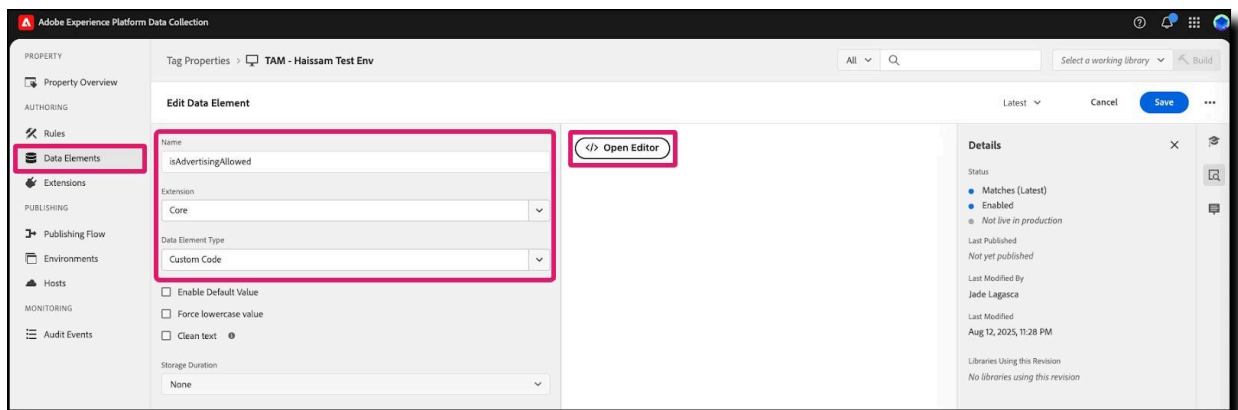 Adobe Experience Platform Data Collection
PROPERTY
Property Overview
AUTHORING
Rules
Data Elements
Extensions
PUBLISHING
Publishing Flow
Environments
Hosts
MONITORING
Audit Events
Tag Properties > TAM - Haissam Test Env
All
Select a working library
Build
Edit Data Element
Latest
Cancel
Save
Name
isAdvertisingAllowed
Extension
Core
Data Element Type
Custom Code
Enable Default Value
Force lowercase value
Clean text
Storage Duration
None
</> Open Editor
Details
Status
Matches (Latest)
Enabled
Not live in production
Last Published
Not yet published
Last Modified By
Jade Lagasca
Last Modified
Aug 12, 2025, 11:28 PM
Libraries Using this Revision
No libraries using this revision